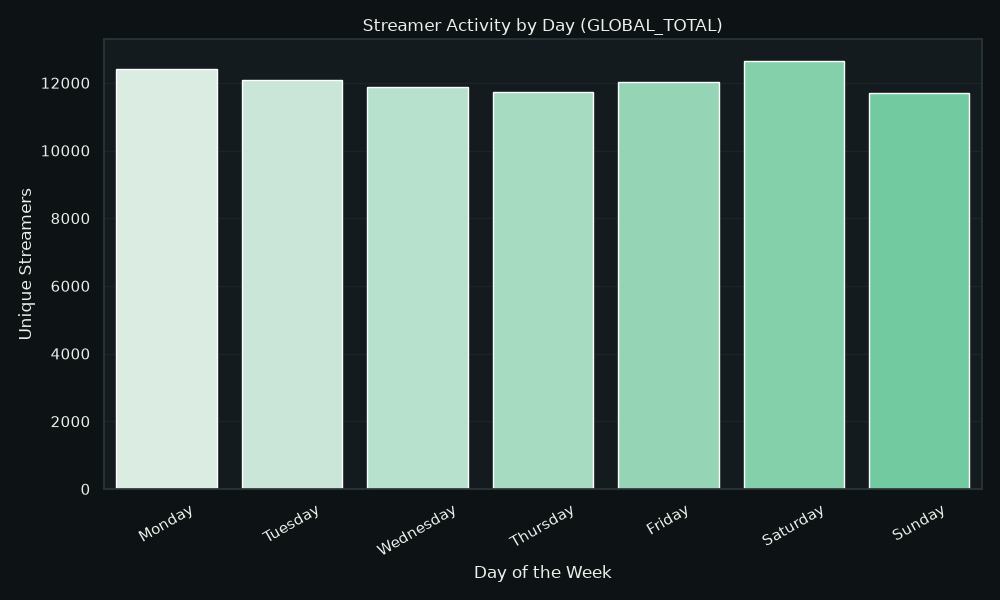 Streamer Activity by Day (GLOBAL_TOTAL)
Unique Streamers
12000
10000
8000
6000
4000
2000
0
Monday
Tuesday
Wednesday
Thursday
Friday
Saturday
Sunday
Day of the Week